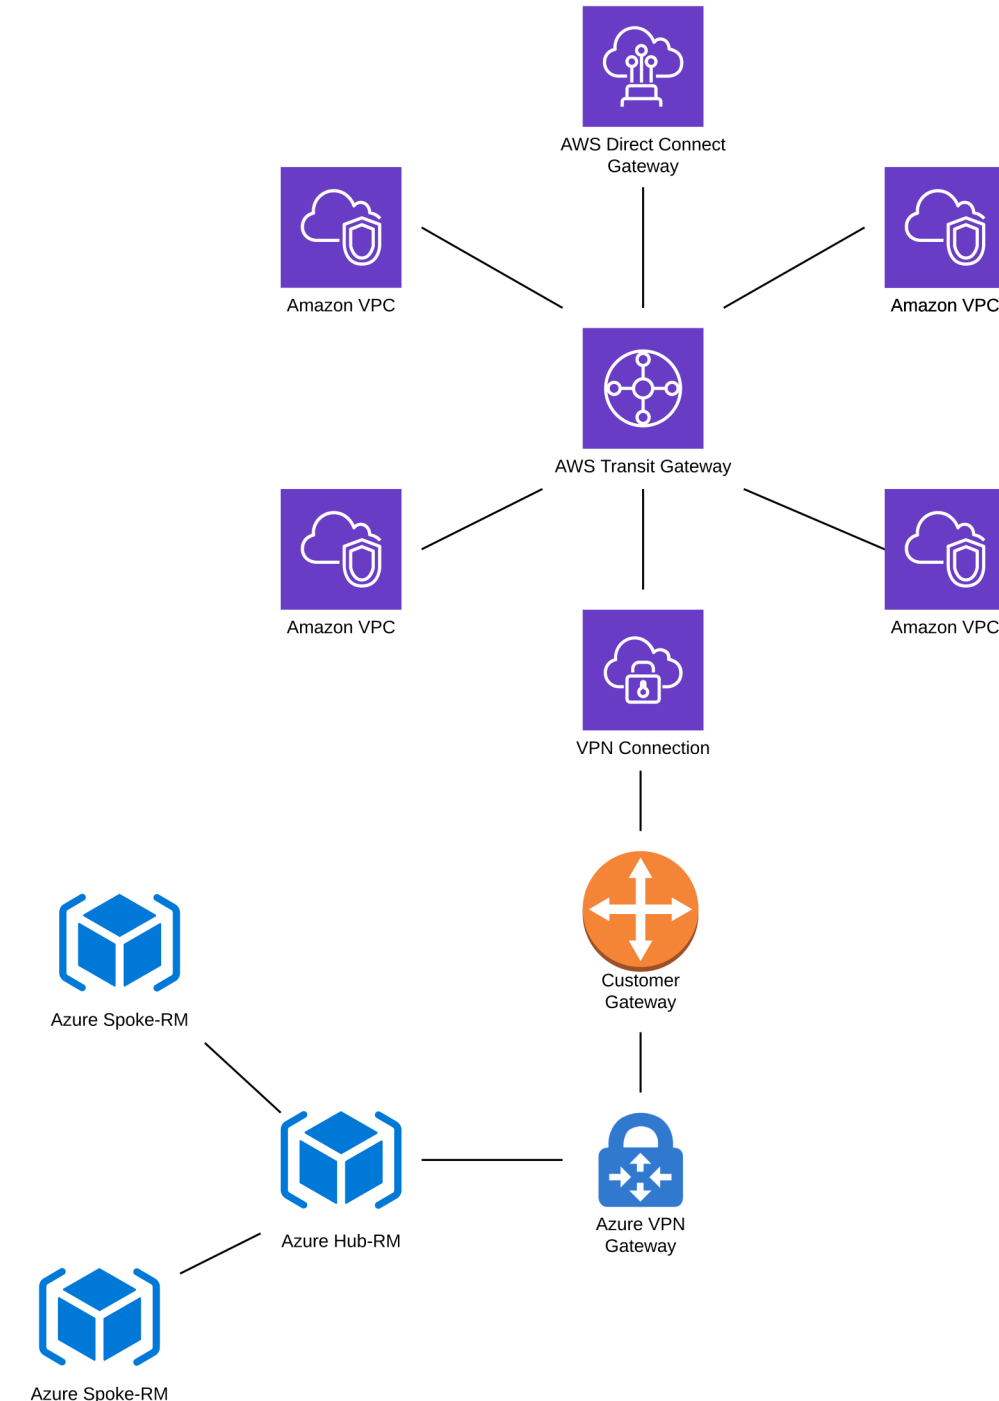 AWS Direct Connect
Gateway
Amazon VPC
Amazon VPC
AWS Transit Gateway
Amazon VPC
Amazon VPC
VPN Connection
Customer
Gateway
Azure Spoke-RM
Azure VPN
Gateway
Azure Hub-RM
Azure Spoke-RM